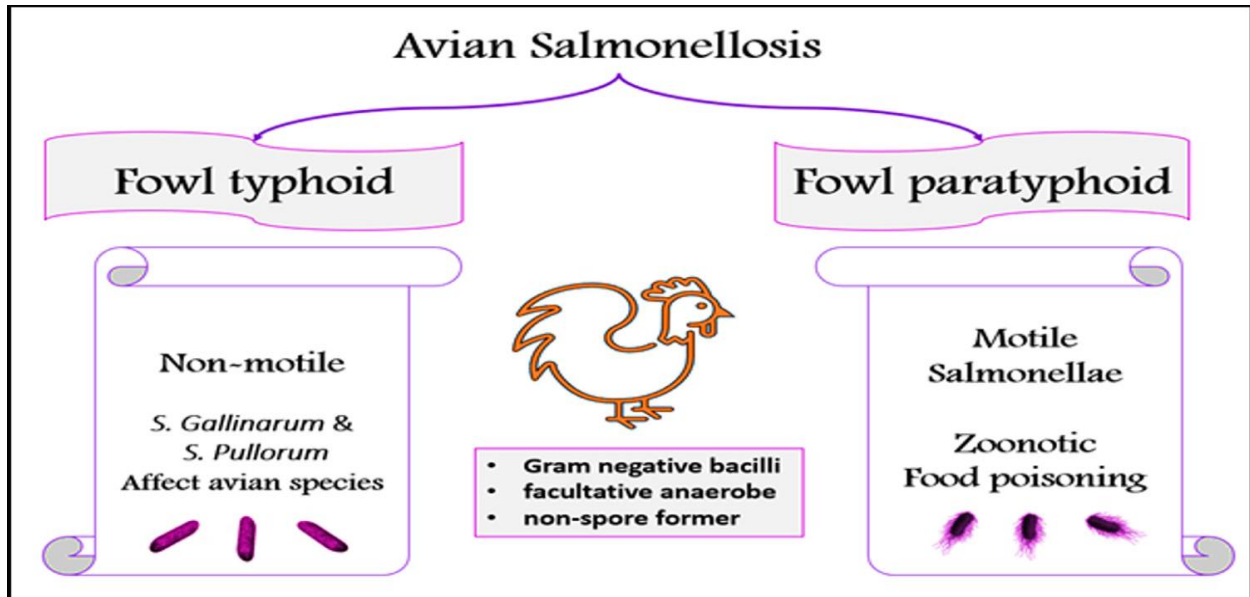 Avian Salmonellosis
Fowl typhoid
Fowl paratyphoid
Non-motile
S. Gallinarum &
S. Pullorum
Affect avian species
• Gram negative bacilli
• facultative anaerobe
• non-spore former
Motile
Salmonellae
Zoonotic
Food poisoning